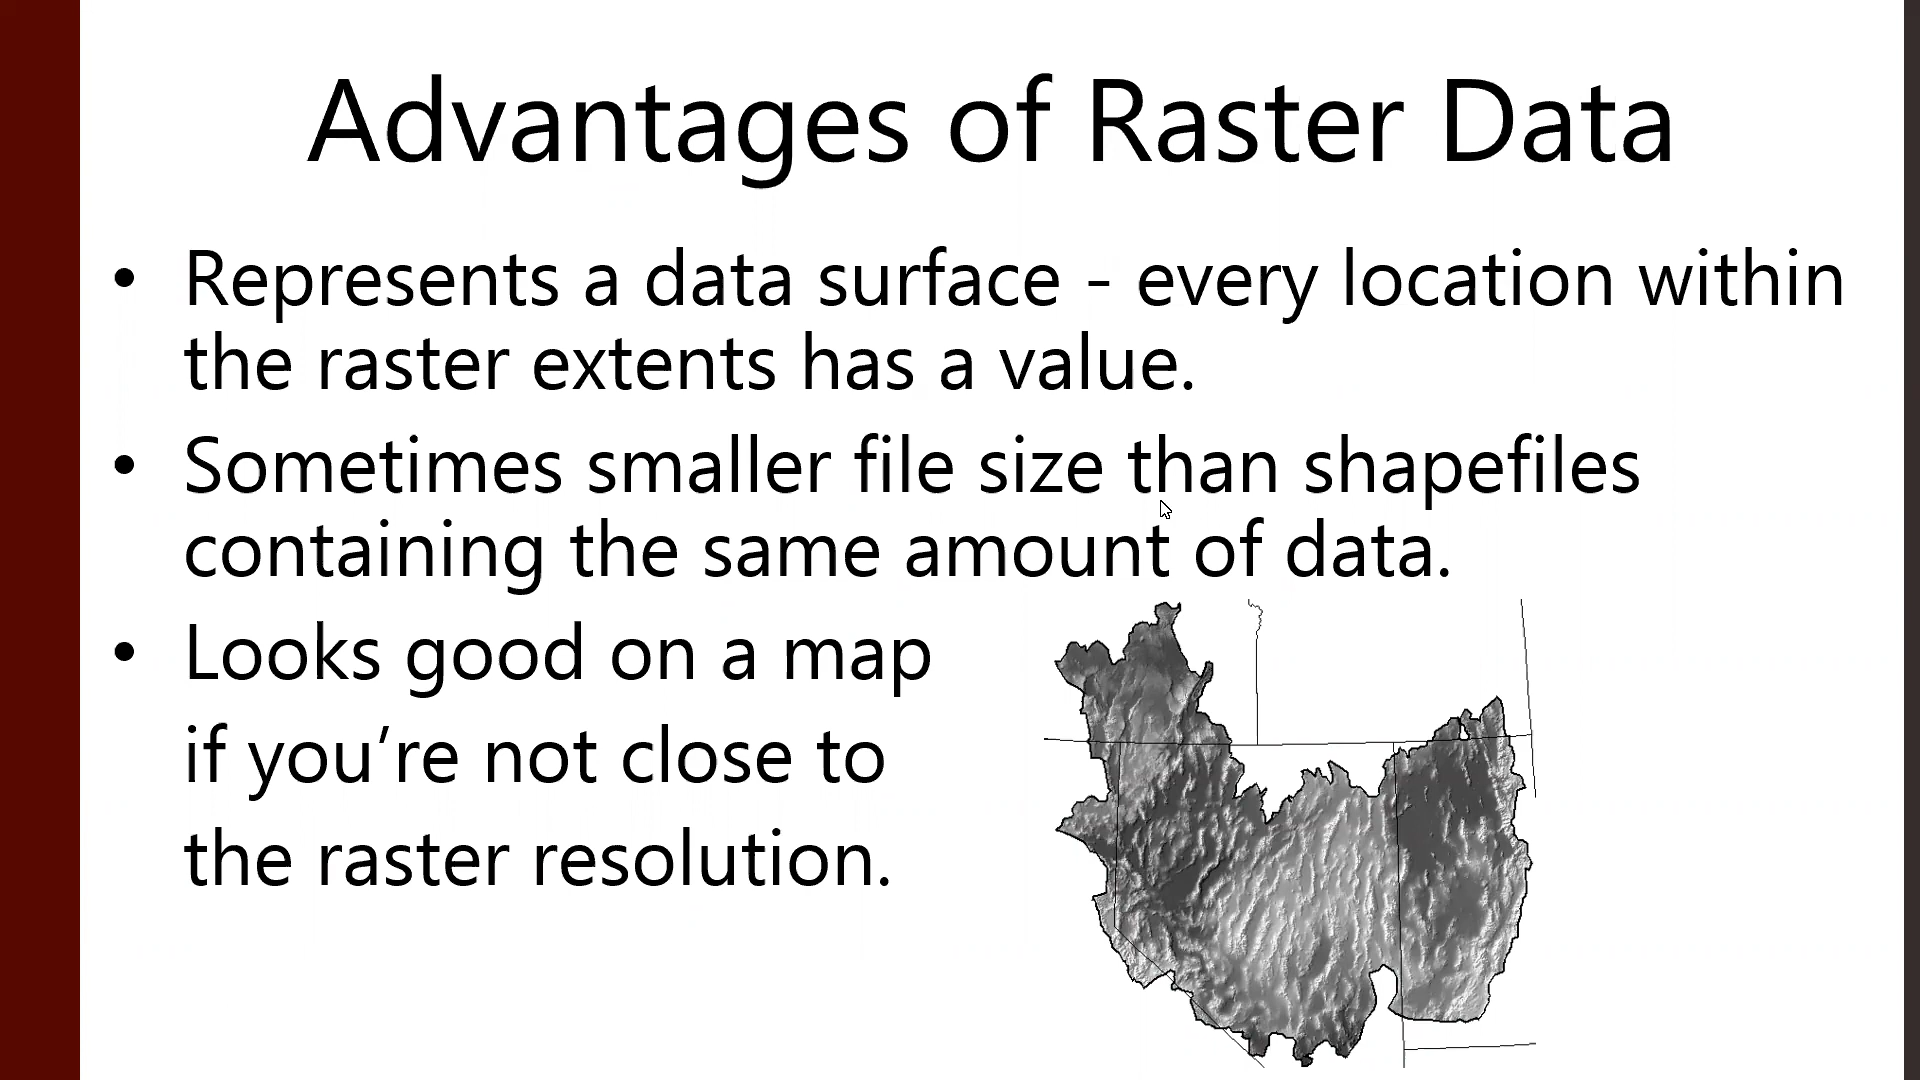 Advantages of Raster Data
• Represents a data surface - every location within
the raster extents has a value.
• Sometimes smaller file size than shapefiles
containing the same amount of data.
• Looks good on a map
if you’re not close to
the raster resolution.